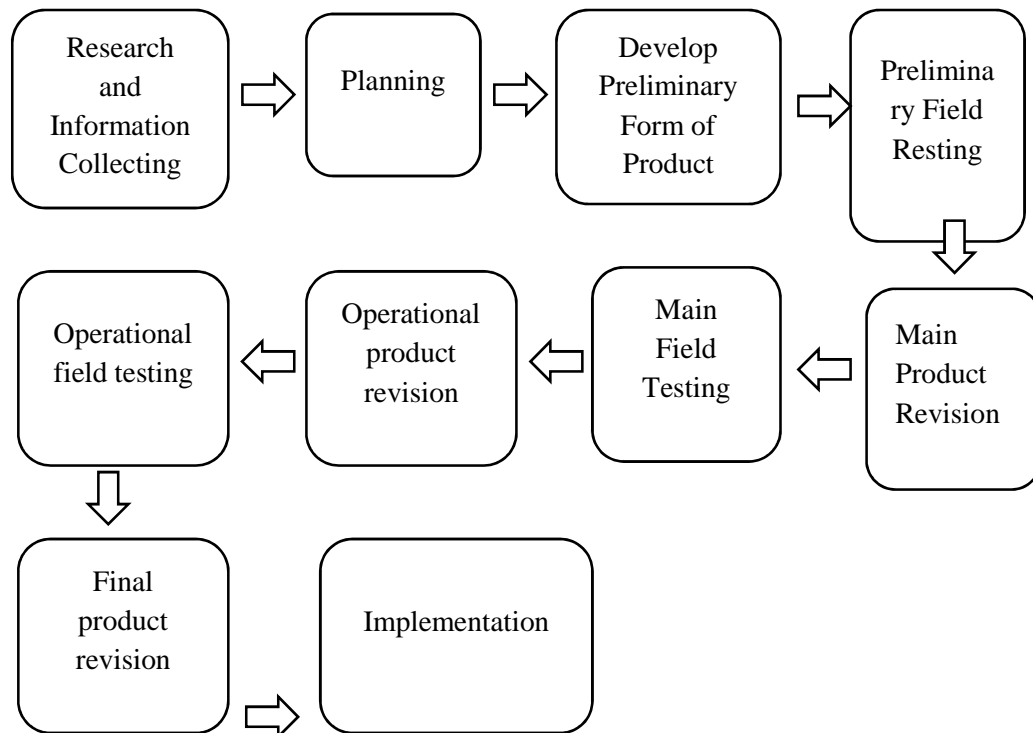 Research
and
Information
Collecting
Planning
Develop
Preliminary
Form of
Product
Prelimina
ry Field
Resting
Main
Product
Revision
Main
Field
Testing
Operational
product
revision
Operational
field testing
Final
product
revision
Implementation